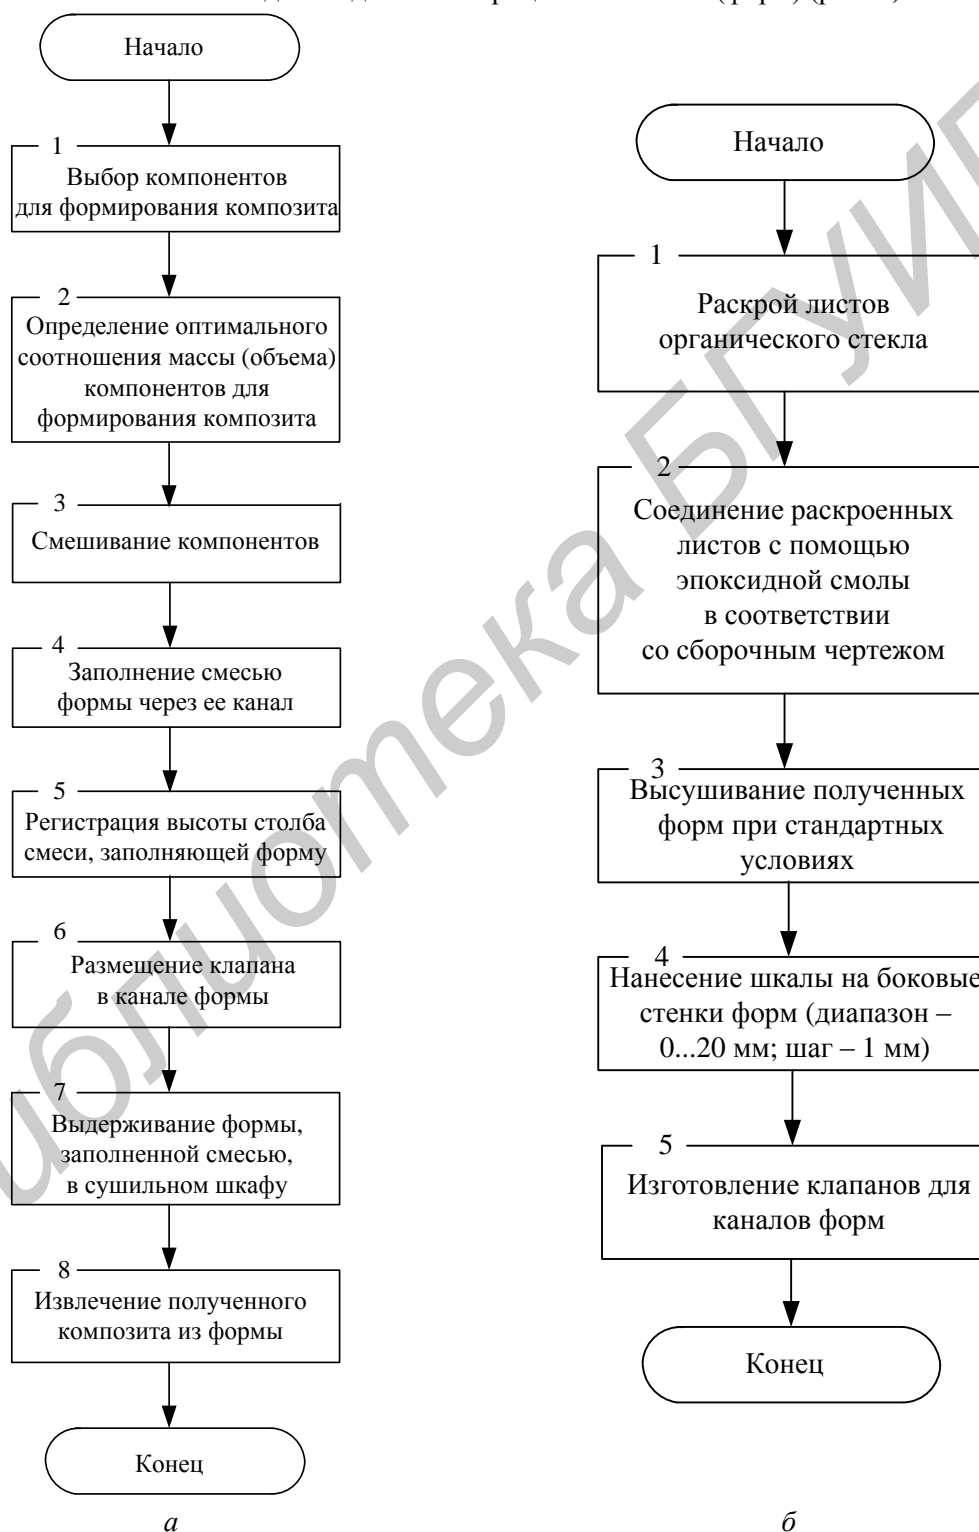 Начало
1
Выбор компонентов
для формирования композита
2
Определение оптимального
соотношения массы (объема)
компонентов для
формирования композита
3
Смешивание компонентов
4
Заполнение смесью
формы через ее канал
5
Регистрация высоты столба
смеси, заполняющей форму
6
Размещение клапана
в канале формы
7
Выдерживание формы,
заполненной смесью,
в сушильном шкафу
8
Извлечение полученного
композита из формы
Конец
а
Начало
1
Раскрой листов
органического стекла
2
Соединение раскроенных
листов с помощью
эпоксидной смолы
в соответствии
со сборочным чертежом
3
Высушивание полученных
форм при стандартных
условиях
4
Нанесение шкалы на боковые
стенки форм (диапазон –
0...20 мм; шаг – 1 мм)
5
Изготовление клапанов для
каналов форм
Конец
б